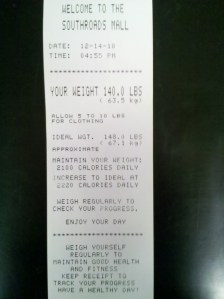 WELCOME TO THE
SOUTHROADS MALL
DATE: 12-14-10
TIME: 04:55 PM
YOUR WEIGHT 140.0 LBS
( 63.5 kg)
ALLOW 5 TO 10 LBS
FOR CLOTHING
IDEAL WGT. 148.0 LBS
( 67.1 kg)
APPROXIMATE
MAINTAIN YOUR WEIGHT:
2100 CALORIES DAILY
INCREASE TO IDEAL AT
2220 CALORIES DAILY
WEIGH REGULARLY TO
CHECK YOUR PROGRESS.
ENJOY YOUR DAY
WEIGH YOURSELF
REGULARLY TO
MAINTAIN GOOD HEALTH
AND FITNESS
KEEP RECEIPT TO
TRACK YOUR PROGRESS
HAVE A HEALTHY DAY!